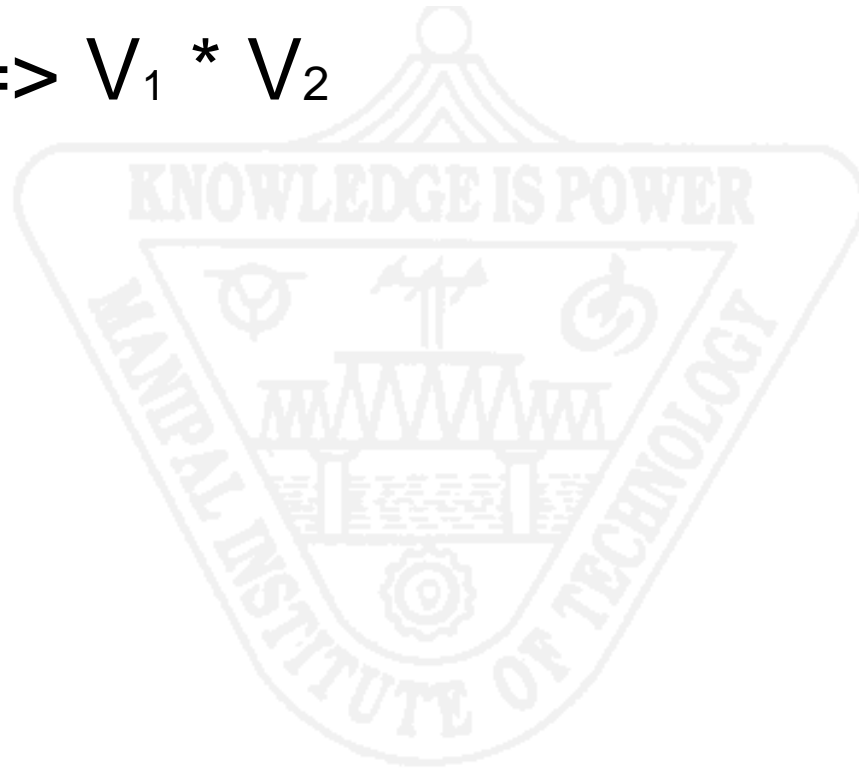 => V₁ * V₂
KNOWLEDGE IS POWER
MANIPAL INSTITUTE OF TECHNOLOGY